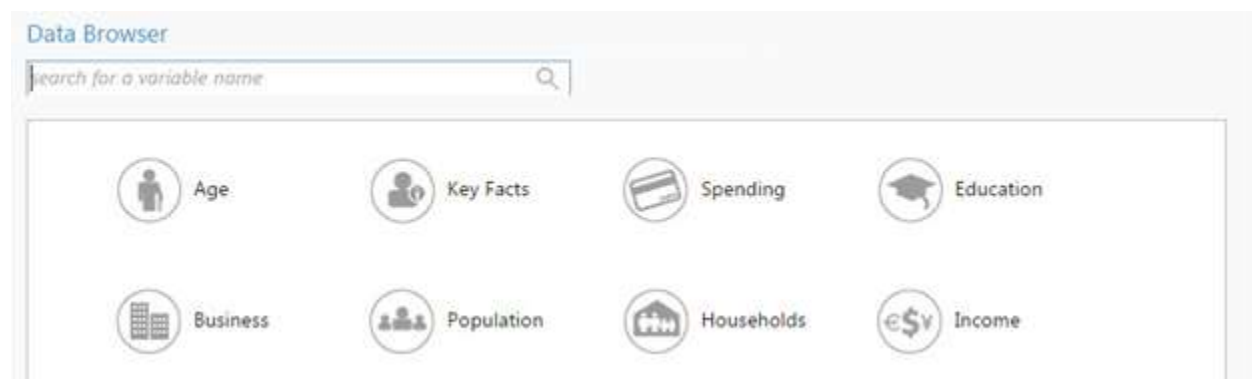 Data Browser
search for a variable name
Age Key Facts Spending Education
Business Population Households €$¥ Income